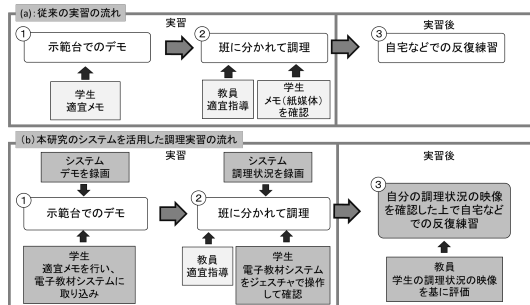 (a):従来の実習の流れ
実習
実習後
① 示範台でのデモ
② 班に分かれて調理
③ 自宅などでの反復練習
学生
適宜メモ
教員
適宜指導
学生
メモ(紙媒体)
を確認
(b)本研究のシステムを活用した調理実習の流れ
実習
実習後
システム
デモを録画
システム
調理状況を録画
① 示範台でのデモ
② 班に分かれて調理
③
自分の調理状況の映像
を確認した上で自宅など
での反復練習
学生
適宜メモを行い、
電子教材システムに
取り込み
教員
適宜指導
学生
電子教材システム
をジェスチャで操作
して確認
教員
学生の調理状況の映像
を基に評価